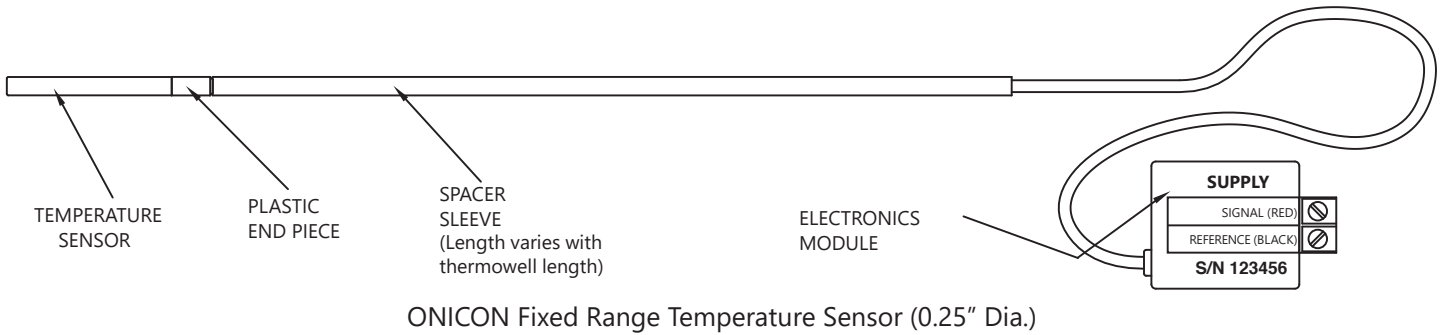 TEMPERATURE
SENSOR
PLASTIC
END PIECE
SPACER
SLEEVE
(Length varies with
thermowell length)
ELECTRONICS
MODULE
SUPPLY
SIGNAL (RED)
REFERENCE (BLACK)
S/N 123456
ONICON Fixed Range Temperature Sensor (0.25” Dia.)